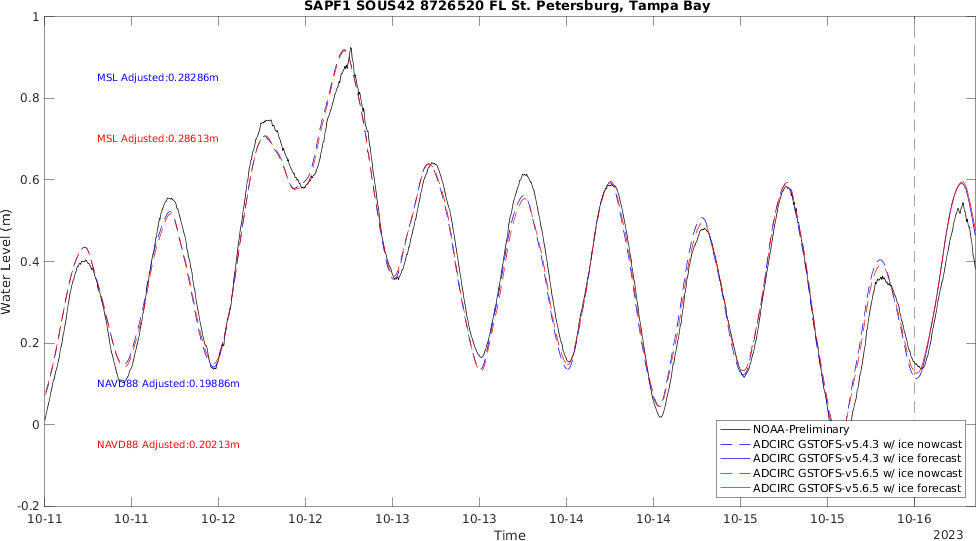 SAPF1 SOUS42 8726520 FL St. Petersburg, Tampa Bay
1
0.8
0.6
0.4
0.2
0
-0.2
Water Level (m)
MSL Adjusted:0.28286m
MSL Adjusted:0.28613m
NAVD88 Adjusted:0.19886m
NAVD88 Adjusted:0.20213m
NOAA-Preliminary
ADCIRC GSTOFS-v5.4.3 w/ ice nowcast
ADCIRC GSTOFS-v5.4.3 w/ ice forecast
ADCIRC GSTOFS-v5.6.5 w/ ice nowcast
ADCIRC GSTOFS-v5.6.5 w/ ice forecast
10-11 10-11 10-12 10-12 10-13 10-13 10-14 10-14 10-15 10-15 10-16
Time
2023